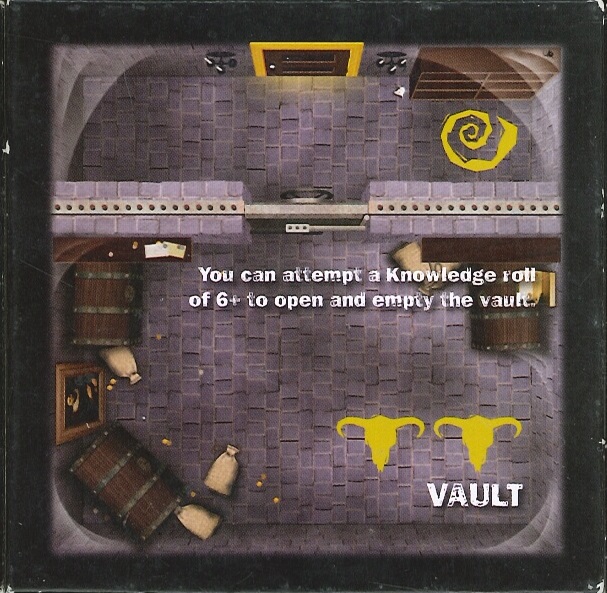 You can attempt a Knowledge roll
of 6+ to open and empty the vault.
VAULT